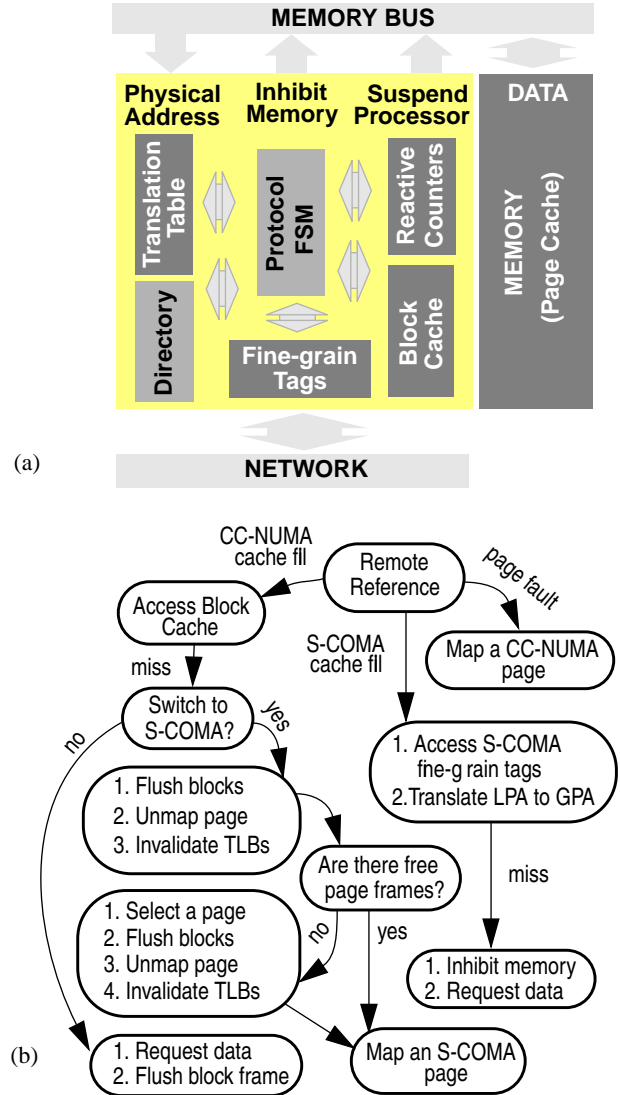 MEMORY BUS
Physical Address
Inhibit Memory
Suspend Processor
DATA
Translation Table
Protocol FSM
Reactive Counters
MEMORY (Page Cache)
Directory
Block Cache
Fine-grain Tags
(a)
NETWORK
CC-NUMA cache fll
Remote Reference
page fault
Access Block Cache
S-COMA cache fll
Map a CC-NUMA page
miss
Switch to S-COMA?
no
yes
1. Access S-COMA
fne-g rain tags
2.Translate LPA to GPA
1. Flush blocks
2. Unmap page
3. Invalidate TLBs
Are there free page frames?
miss
1. Select a page
2. Flush blocks
3. Unmap page
4. Invalidate TLBs
no
yes
1. Inhibit memory
2. Request data
(b)
1. Request data
2. Flush block frame
Map an S-COMA page